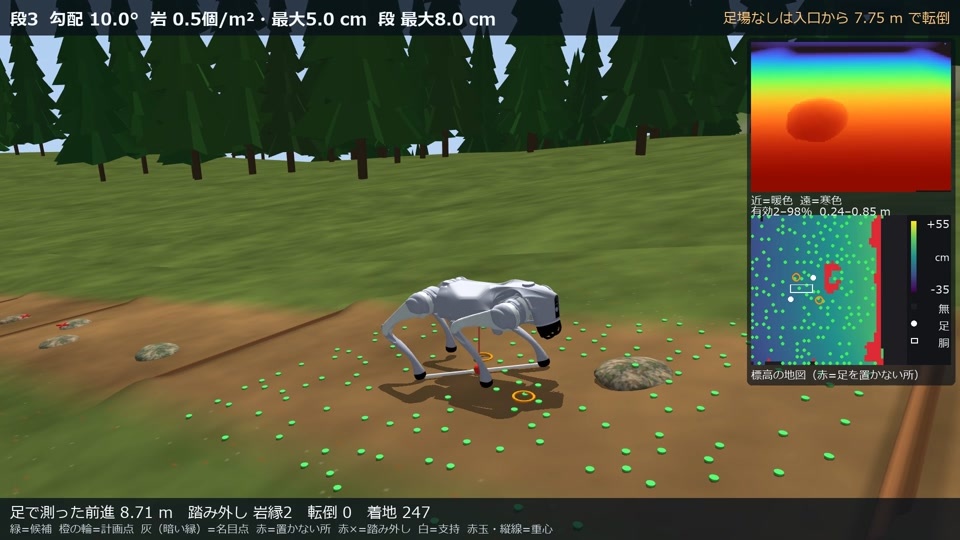 段3 勾配 10.0° 岩 0.5個/m²・最大5.0 cm 段 最大8.0 cm
足場なしは入口から 7.75 m で転倒
近=暖色 遠=寒色
有効2–98% 0.24–0.85 m
+55
cm
-35
無
足
胴
標高の地図（赤=足を置かない所）
足で測った前進 8.71 m 踏み外し 岩縁2 転倒 0 着地 247
緑=候補 橙の輪=計画点 灰（暗い縁）=名目点 赤=置かない所 赤×=踏み外し 白=支持 赤玉・縦線=重心